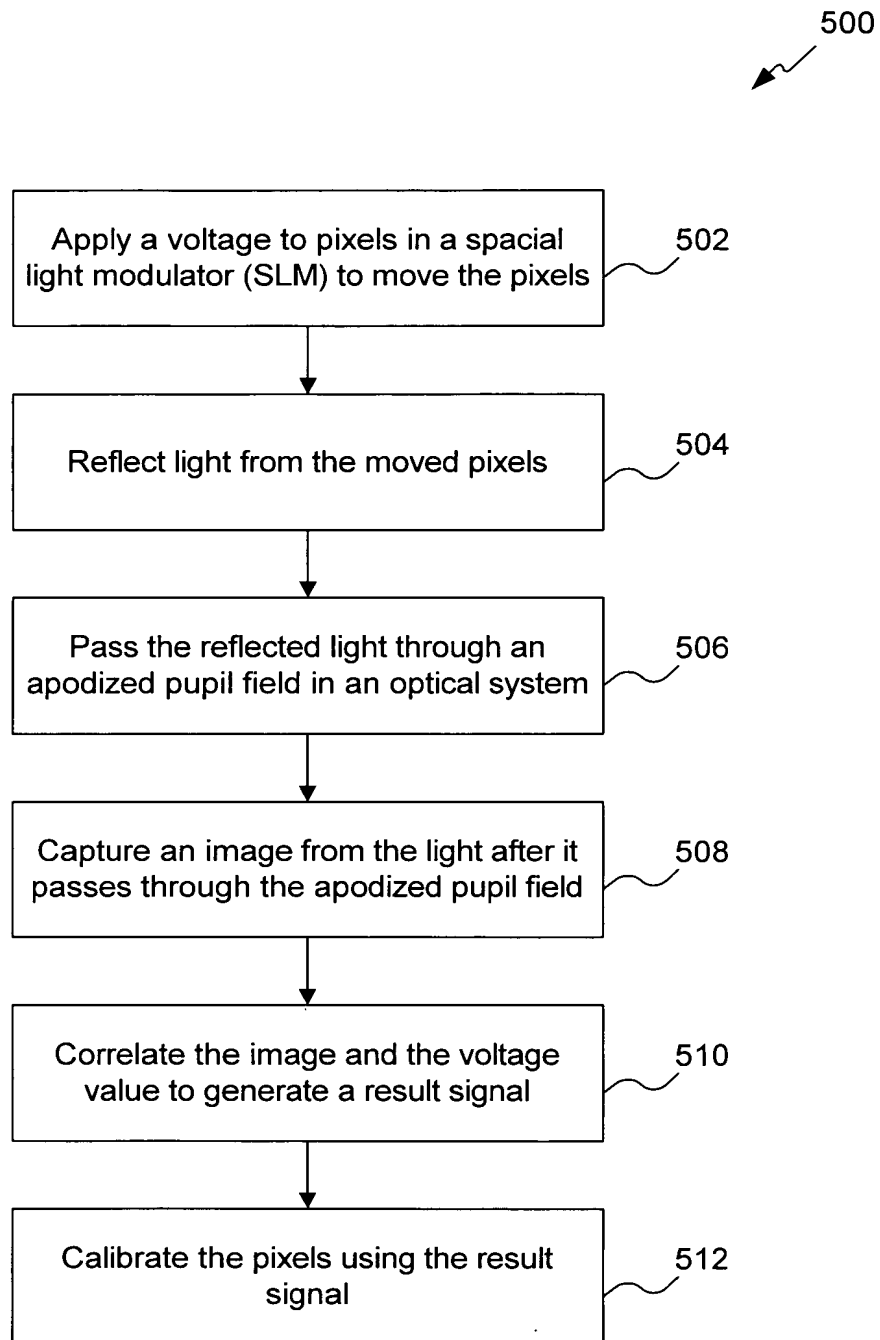 500
Apply a voltage to pixels in a spacial
light modulator (SLM) to move the pixels
502
Reflect light from the moved pixels
504
Pass the reflected light through an
apodized pupil field in an optical system
506
Capture an image from the light after it
passes through the apodized pupil field
508
Correlate the image and the voltage
value to generate a result signal
510
Calibrate the pixels using the result
signal
512